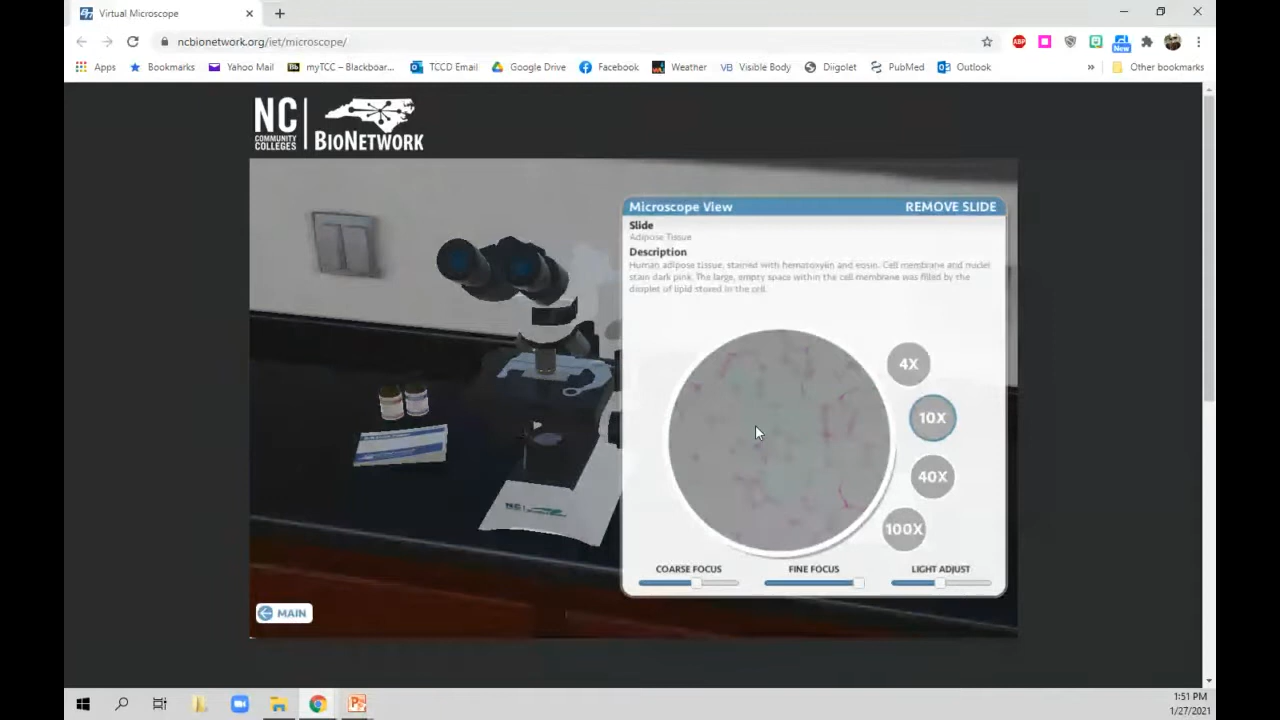 Virtual Microscope
ncbionetwork.org/iet/microscope/
ABP
New
Apps Bookmarks Yahoo Mail myTCC – Blackboar... TCCD Email Google Drive Facebook Weather VB Visible Body Diigolet PubMed Outlook » Other bookmarks
NC
COMMUNITY
COLLEGES
BIONETWORK
Microscope View REMOVE SLIDE
Slide
Adipose Tissue
Description
Human adipose tissue, stained with hematoxylin and eosin. Cell membrane and nuclei
stain dark pink. The large, empty space within the cell membrane was filled by the
droplet of lipid stored in the cell.
4X
10X
40X
100X
COARSE FOCUS FINE FOCUS LIGHT ADJUST
NC
MAIN
1:51 PM
1/27/2021